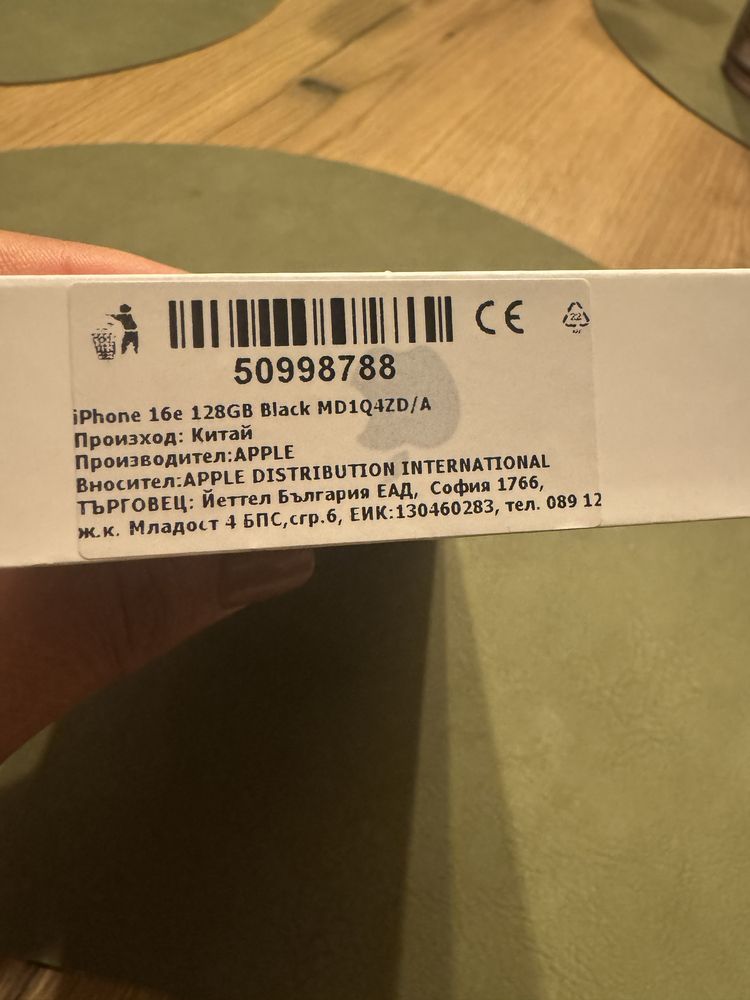 50998788
iPhone 16e 128GB Black MD1Q4ZD/A
Произход: Китай
Производител:APPLE
Вносител:APPLE DISTRIBUTION INTERNATIONAL
ТЪРГОВЕЦ: Йеттел България ЕАД, София 1766,
ж.к. Младост 4 БПС,сгр.6, ЕИК:130460283, тел. 089 12